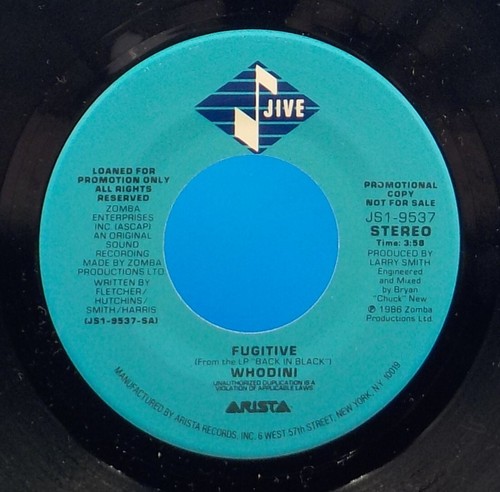 JIVE
LOANED FOR
PROMOTION ONLY
ALL RIGHTS
RESERVED
ZOMBA
ENTERPRISES
INC. (ASCAP)
AN ORIGINAL
SOUND
RECORDING
MADE BY ZOMBA
PRODUCTIONS LTD.
WRITTEN BY
FLETCHER/
HUTCHINS/
SMITH/HARRIS
(JS1-9537-SA)
PROMOTIONAL
COPY
NOT FOR SALE
JS1-9537
STEREO
Time: 3:58
PRODUCED BY
LARRY SMITH
Engineered
and Mixed
by Bryan
"Chuck" New
℗ 1986 Zomba
Productions Ltd.
FUGITIVE
(From the LP "BACK IN BLACK")
WHODINI
UNAUTHORIZED DUPLICATION IS A
VIOLATION OF APPLICABLE LAWS
ARISTA
MANUFACTURED BY ARISTA RECORDS, INC. 6 WEST 57th STREET, NEW YORK, N.Y. 10019